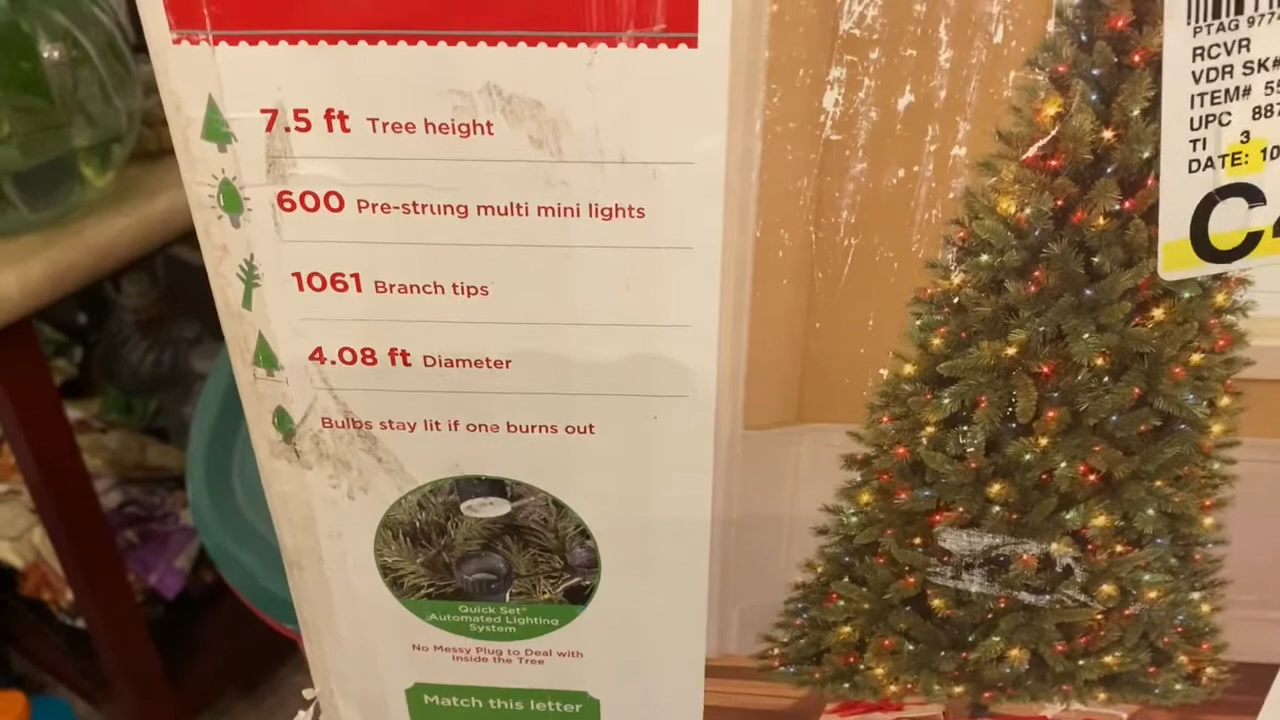 7.5 ft Tree height
600 Pre-strung multi mini lights
1061 Branch tips
4.08 ft Diameter
Bulbs stay lit if one burns out
Quick Set®
Automated Lighting
System
No Messy Plug to Deal with
Inside the Tree
Match this letter
PTAG 977
RCVR
VDR SK#
ITEM# 55
UPC 887
TI 3
DATE: 10
C